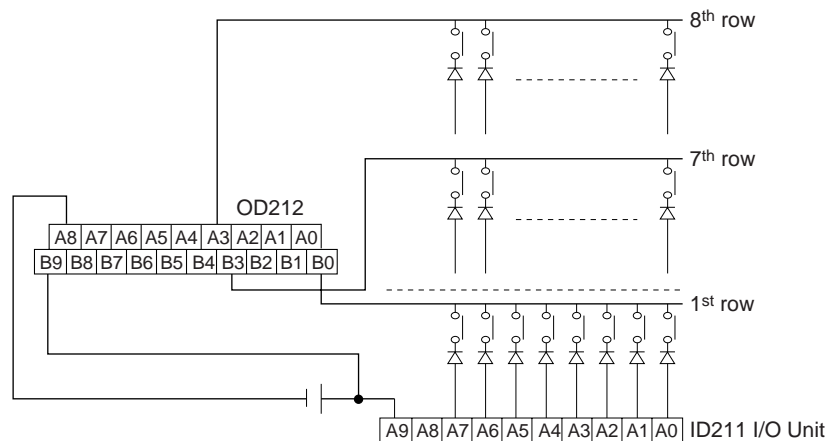 8th row
7th row
OD212
A8 A7 A6 A5 A4 A3 A2 A1 A0
B9 B8 B7 B6 B5 B4 B3 B2 B1 B0
1st row
A9 A8 A7 A6 A5 A4 A3 A2 A1 A0 ID211 I/O Unit